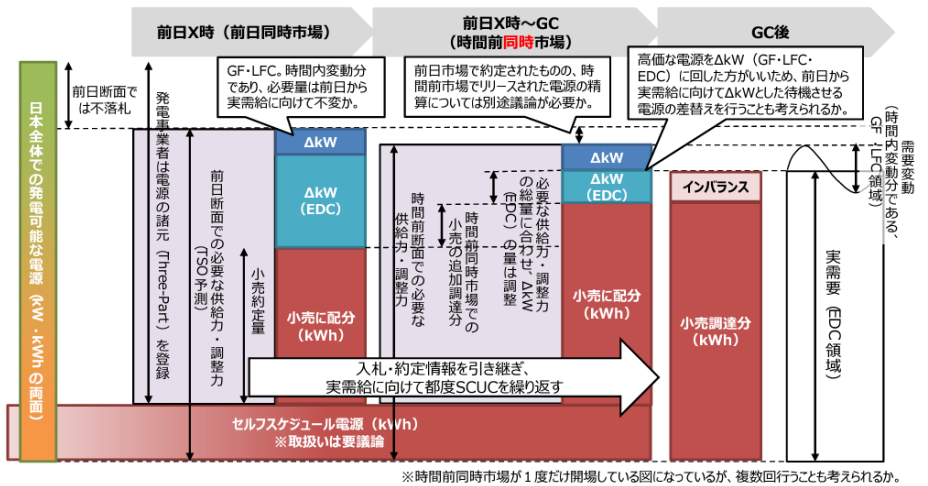 前日X時（前日同時市場）
前日X時～GC
（時間前同時市場）
GC後
日本全体での発電可能な電源（kW・kWhの両面）
前日断面で
は不落札
発電事業者は電源の諸元（Three-Part）を登録
GF・LFC。時間内変動分
であり、必要量は前日から
実需給に向けて不変か。
前日断面での必要な供給力・調整力
（TSO予測）
小売約定量
ΔkW
ΔkW
（EDC）
小売に配分
（kWh）
前日市場で約定されたものの、時
間前市場でリリースされた電源の精
算については別途議論が必要か。
時間前断面での必要な
供給力・調整力
時間前同時市場での
小売の追加調達分
必要な供給力・調整力
の総量に合わせ、ΔkW
（EDC）の量は調整
ΔkW
ΔkW
（EDC）
小売に配分
（kWh）
高価な電源をΔkW（GF・LFC・
EDC）に回した方がいいため、前日から
実需給に向けてΔkWとした待機させる
電源の差替えを行うことも考えられるか。
インバランス
小売調達分
（kWh）
需要変動
（時間内変動分である、
GF・LFC領域）
実需要（EDC領域）
入札・約定情報を引き継ぎ、
実需給に向けて都度SCUCを繰り返す
セルフスケジュール電源（kWh）
※取扱いは要議論
※時間前同時市場が１度だけ開場している図になっているが、複数回行うことも考えられるか。